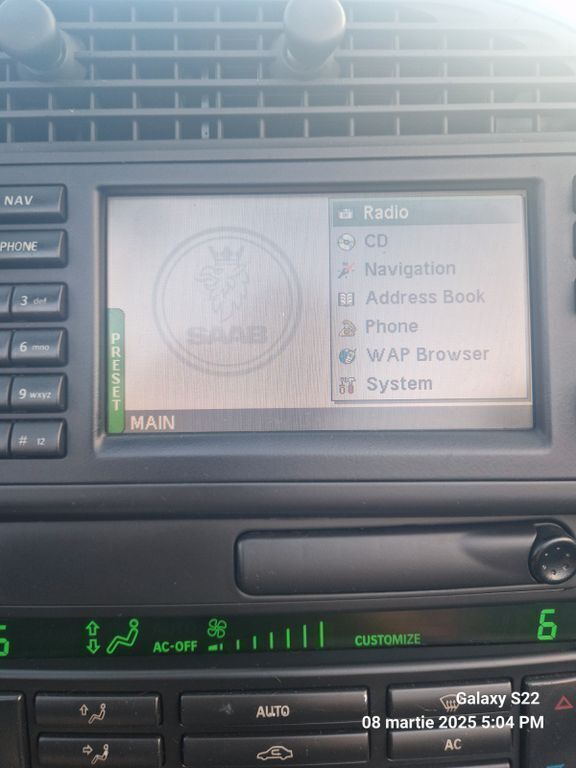 NAV
PHONE
3 def
6 mno
9 wxyz
# 12
Radio
CD
Navigation
Address Book
Phone
WAP Browser
System
SAAB
PRESET
MAIN
AC-OFF
CUSTOMIZE
6
AUTO
AC
Galaxy S22
08 martie 2025 5:04 PM